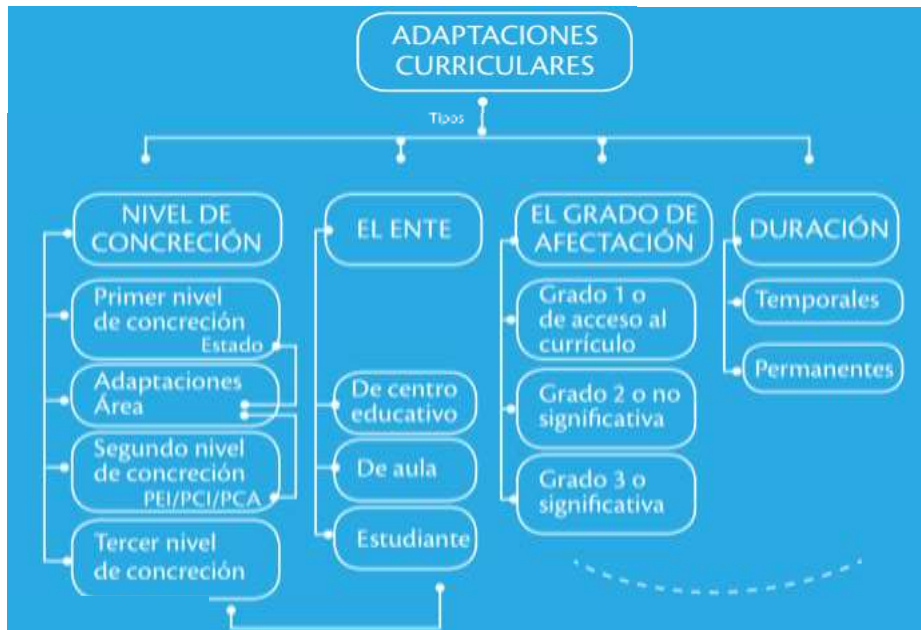 ADAPTACIONES
CURRICULARES
Tipos
NIVEL DE
CONCRECIÓN
Primer nivel
de concreción
Estado
Adaptaciones
Área
Segundo nivel
de concreción
PEI/PCI/PCA
Tercer nivel
de concreción
EL ENTE
De centro
educativo
De aula
Estudiante
EL GRADO DE
AFECTACIÓN
Grado 1 o
de acceso al
currículo
Grado 2 o no
significativa
Grado 3 o
significativa
DURACIÓN
Temporales
Permanentes